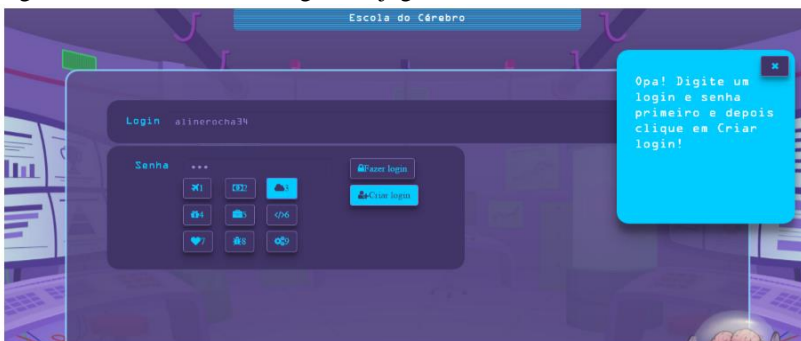 Escola do Cérebro
Login alinerocha34
Opa! Digite um
login e senha
primeiro e depois
clique em Criar
login!
Senha ***
Fazer login
Criar login
1 2 3
4 5 </>6
7 8 9